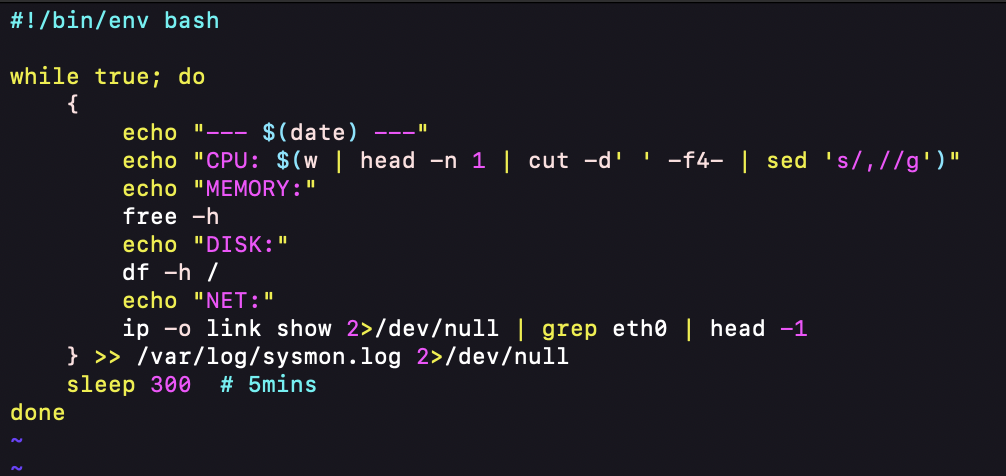 #!/bin/env bash

while true; do
    {
        echo "--- $(date) ---"
        echo "CPU: $(w | head -n 1 | cut -d' ' -f4- | sed 's/,//g')"
        echo "MEMORY:"
        free -h
        echo "DISK:"
        df -h /
        echo "NET:"
        ip -o link show 2>/dev/null | grep eth0 | head -1
    } >> /var/log/sysmon.log 2>/dev/null
    sleep 300  # 5mins
done
~
~